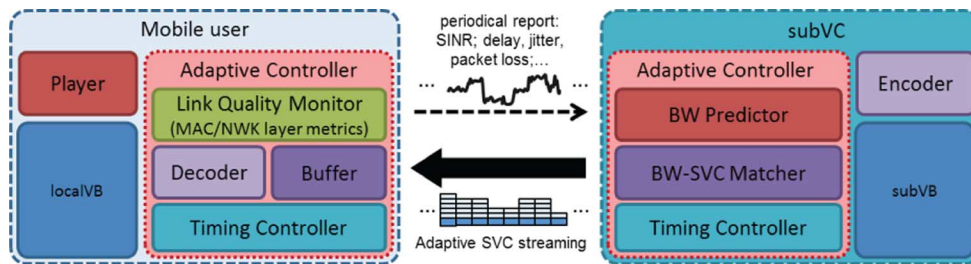 Mobile user
Player
localVB
Adaptive Controller
Link Quality Monitor
(MAC/NWK layer metrics)
Decoder
Buffer
Timing Controller
periodical report:
SINR; delay, jitter,
packet loss;...
... ...
... ...
Adaptive SVC streaming
subVC
Adaptive Controller
BW Predictor
BW-SVC Matcher
Timing Controller
Encoder
subVB